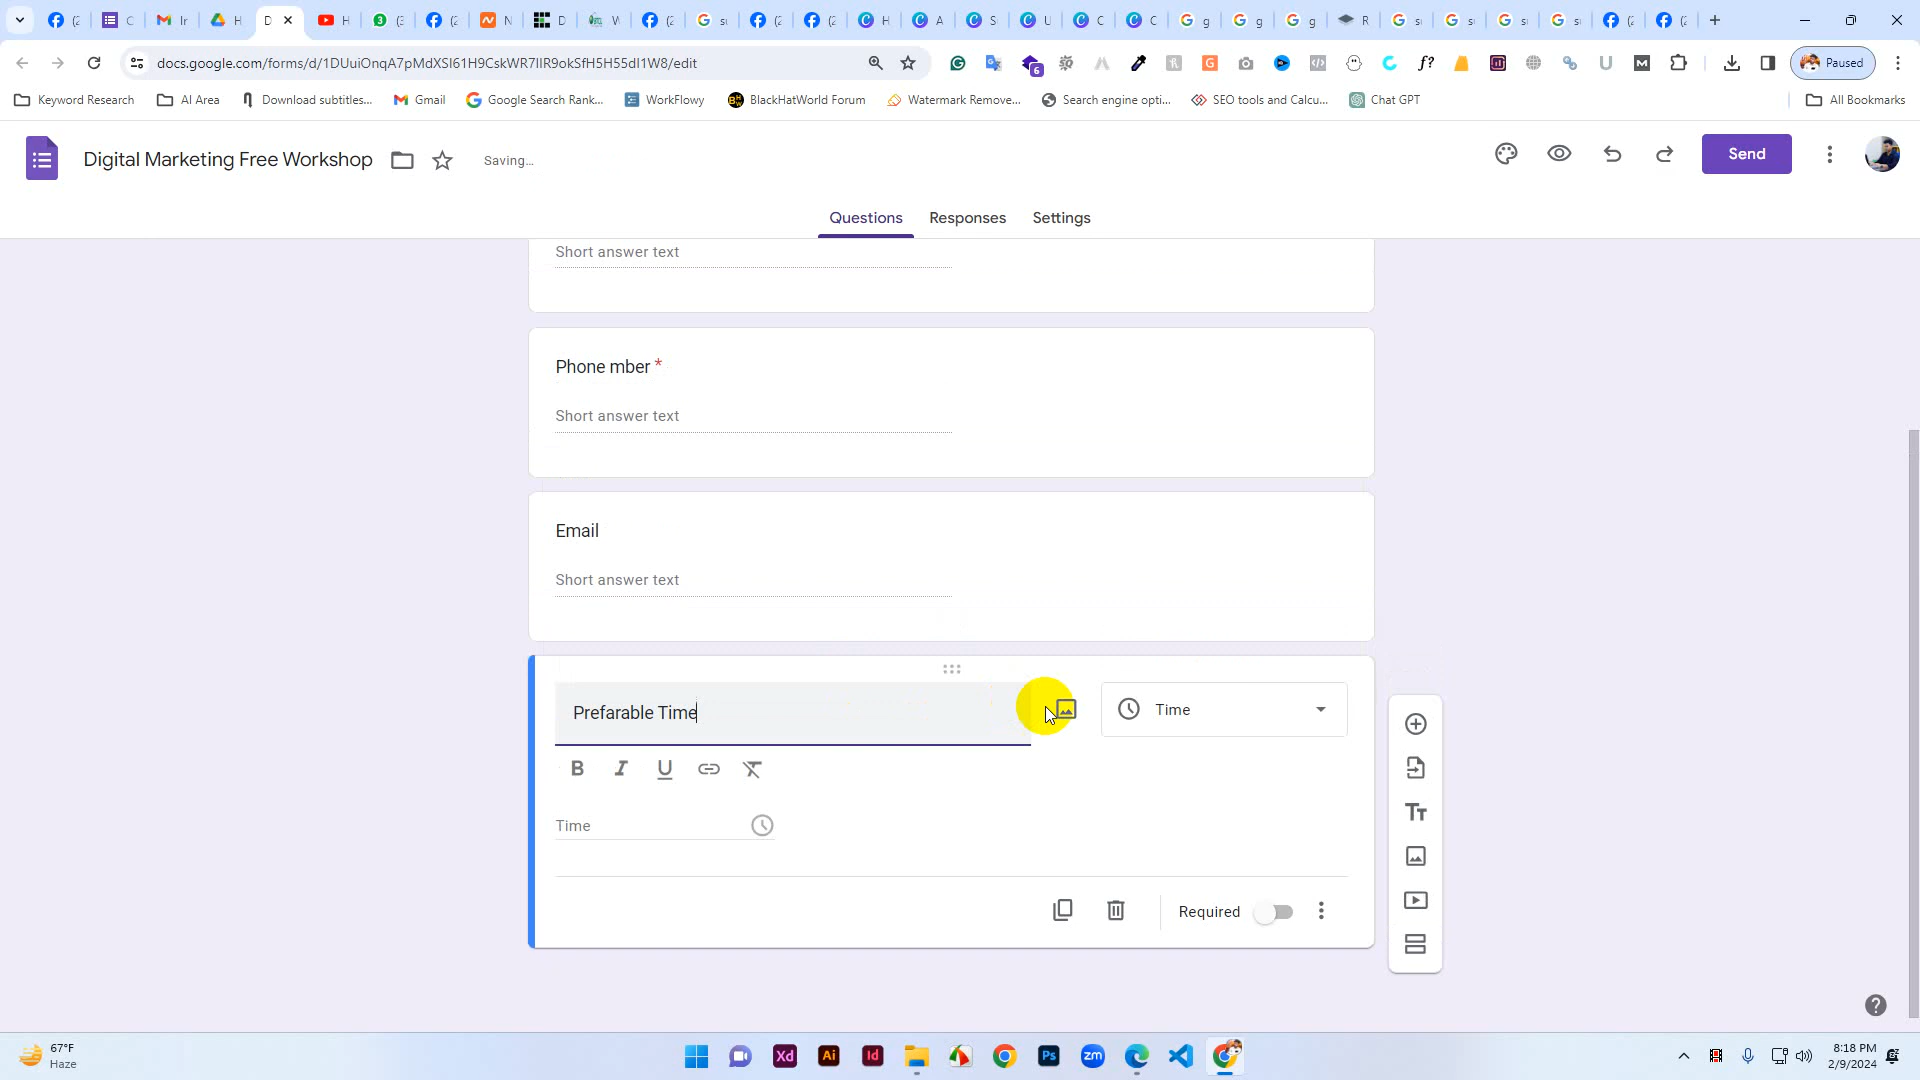 docs.google.com/forms/d/1DUuiOnqA7pMdXSI61H9CskWR7IlR9okSfH5H55dI1W8/edit
6
Paused
Keyword Research
AI Area
Download subtitles...
Gmail
Google Search Rank...
WorkFlowy
BlackHatWorld Forum
Watermark Remove...
Search engine opti...
SEO tools and Calcu...
Chat GPT
All Bookmarks
Digital Marketing Free Workshop
Saving...
Send
Questions
Responses
Settings
Short answer text
Phone mber *
Short answer text
Email
Short answer text
Prefarable Time
Time
Time
Required
67°F
Haze
8:18 PM
2/9/2024